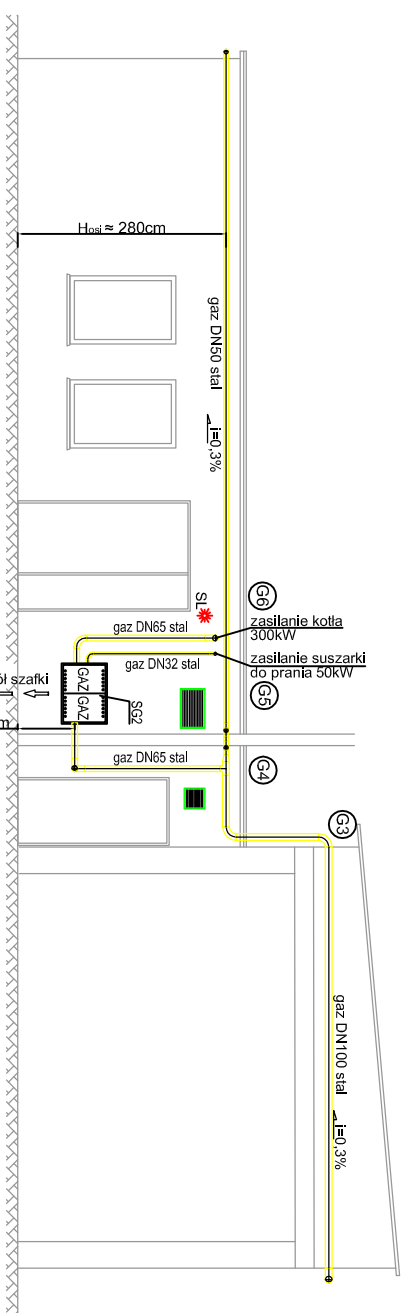 Hosi ≈ 280cm
gaz DN50 stal
i=0,3%
SL
G6
zasilanie kotła
300kW
gaz DN65 stal
gaz DN32 stal
zasilanie suszarki
do prania 50kW
G5
szafki
GAZ GAZ
SG2
gaz DN65 stal
G4
G3
gaz DN100 stal
i=0,3%